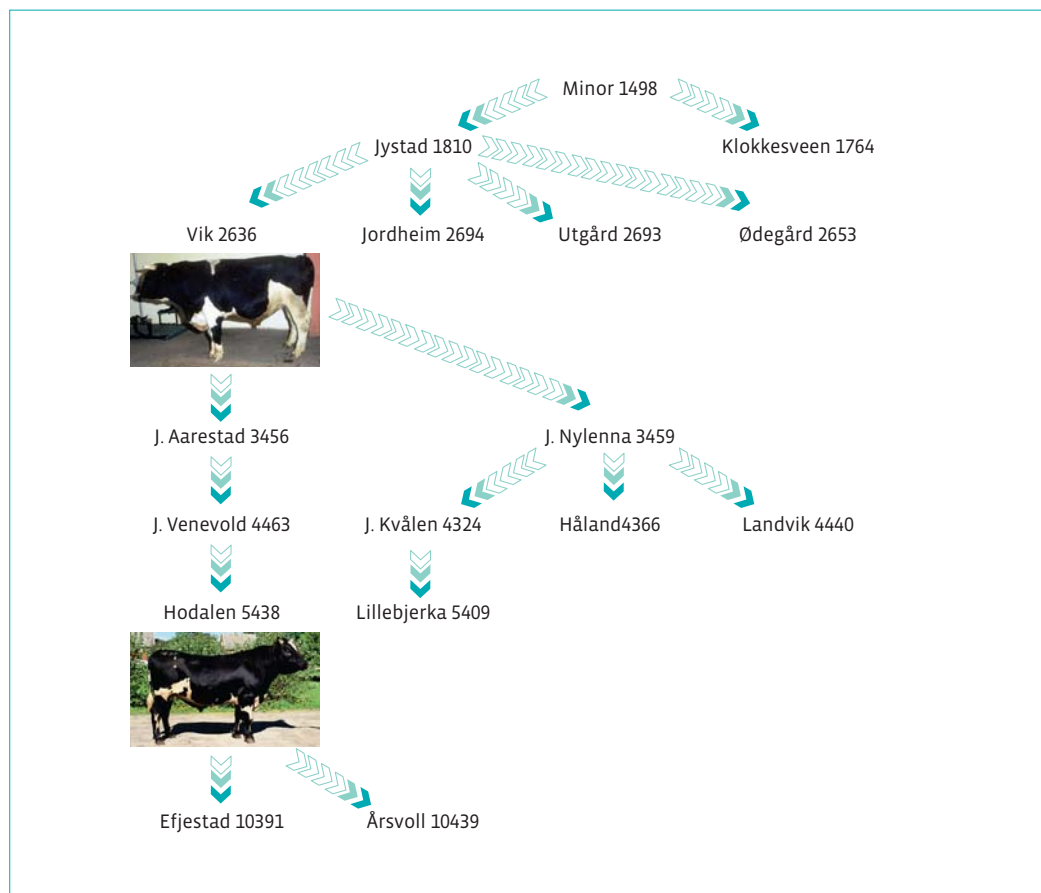 Minor 1498
Jystad 1810
Klokkesveen 1764
Vik 2636
Jordheim 2694
Utgård 2693
Ødegård 2653
J. Aarestad 3456
J. Nylenna 3459
J. Venevold 4463
J. Kvålen 4324
Håland4366
Landvik 4440
Hodalen 5438
Lillebjerka 5409
Efjestad 10391
Årsvoll 10439